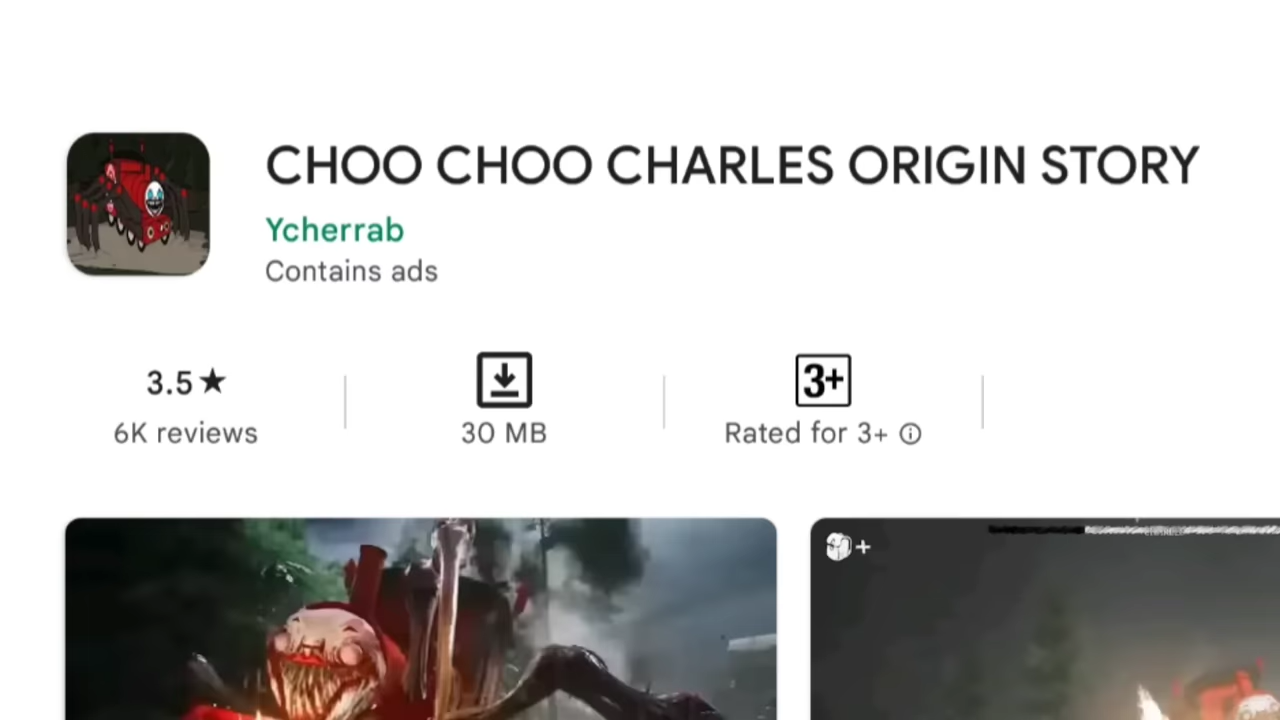 CHOO CHOO CHARLES ORIGIN STORY
Ycherrab
Contains ads
3.5★
3+
6K reviews
30 MB
Rated for 3+
+